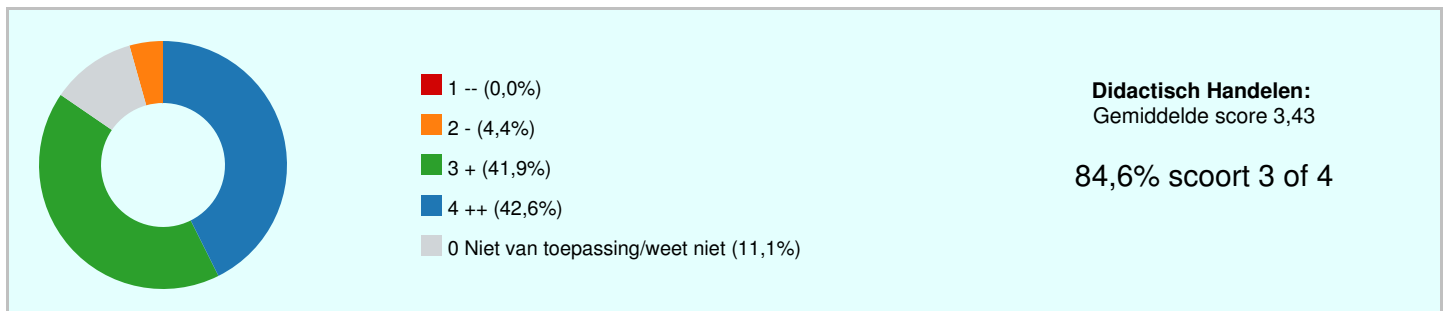 1 -- (0,0%)
2 - (4,4%)
3 + (41,9%)
4 ++ (42,6%)
0 Niet van toepassing/weet niet (11,1%)
Didactisch Handelen:
Gemiddelde score 3,43
84,6% scoort 3 of 4